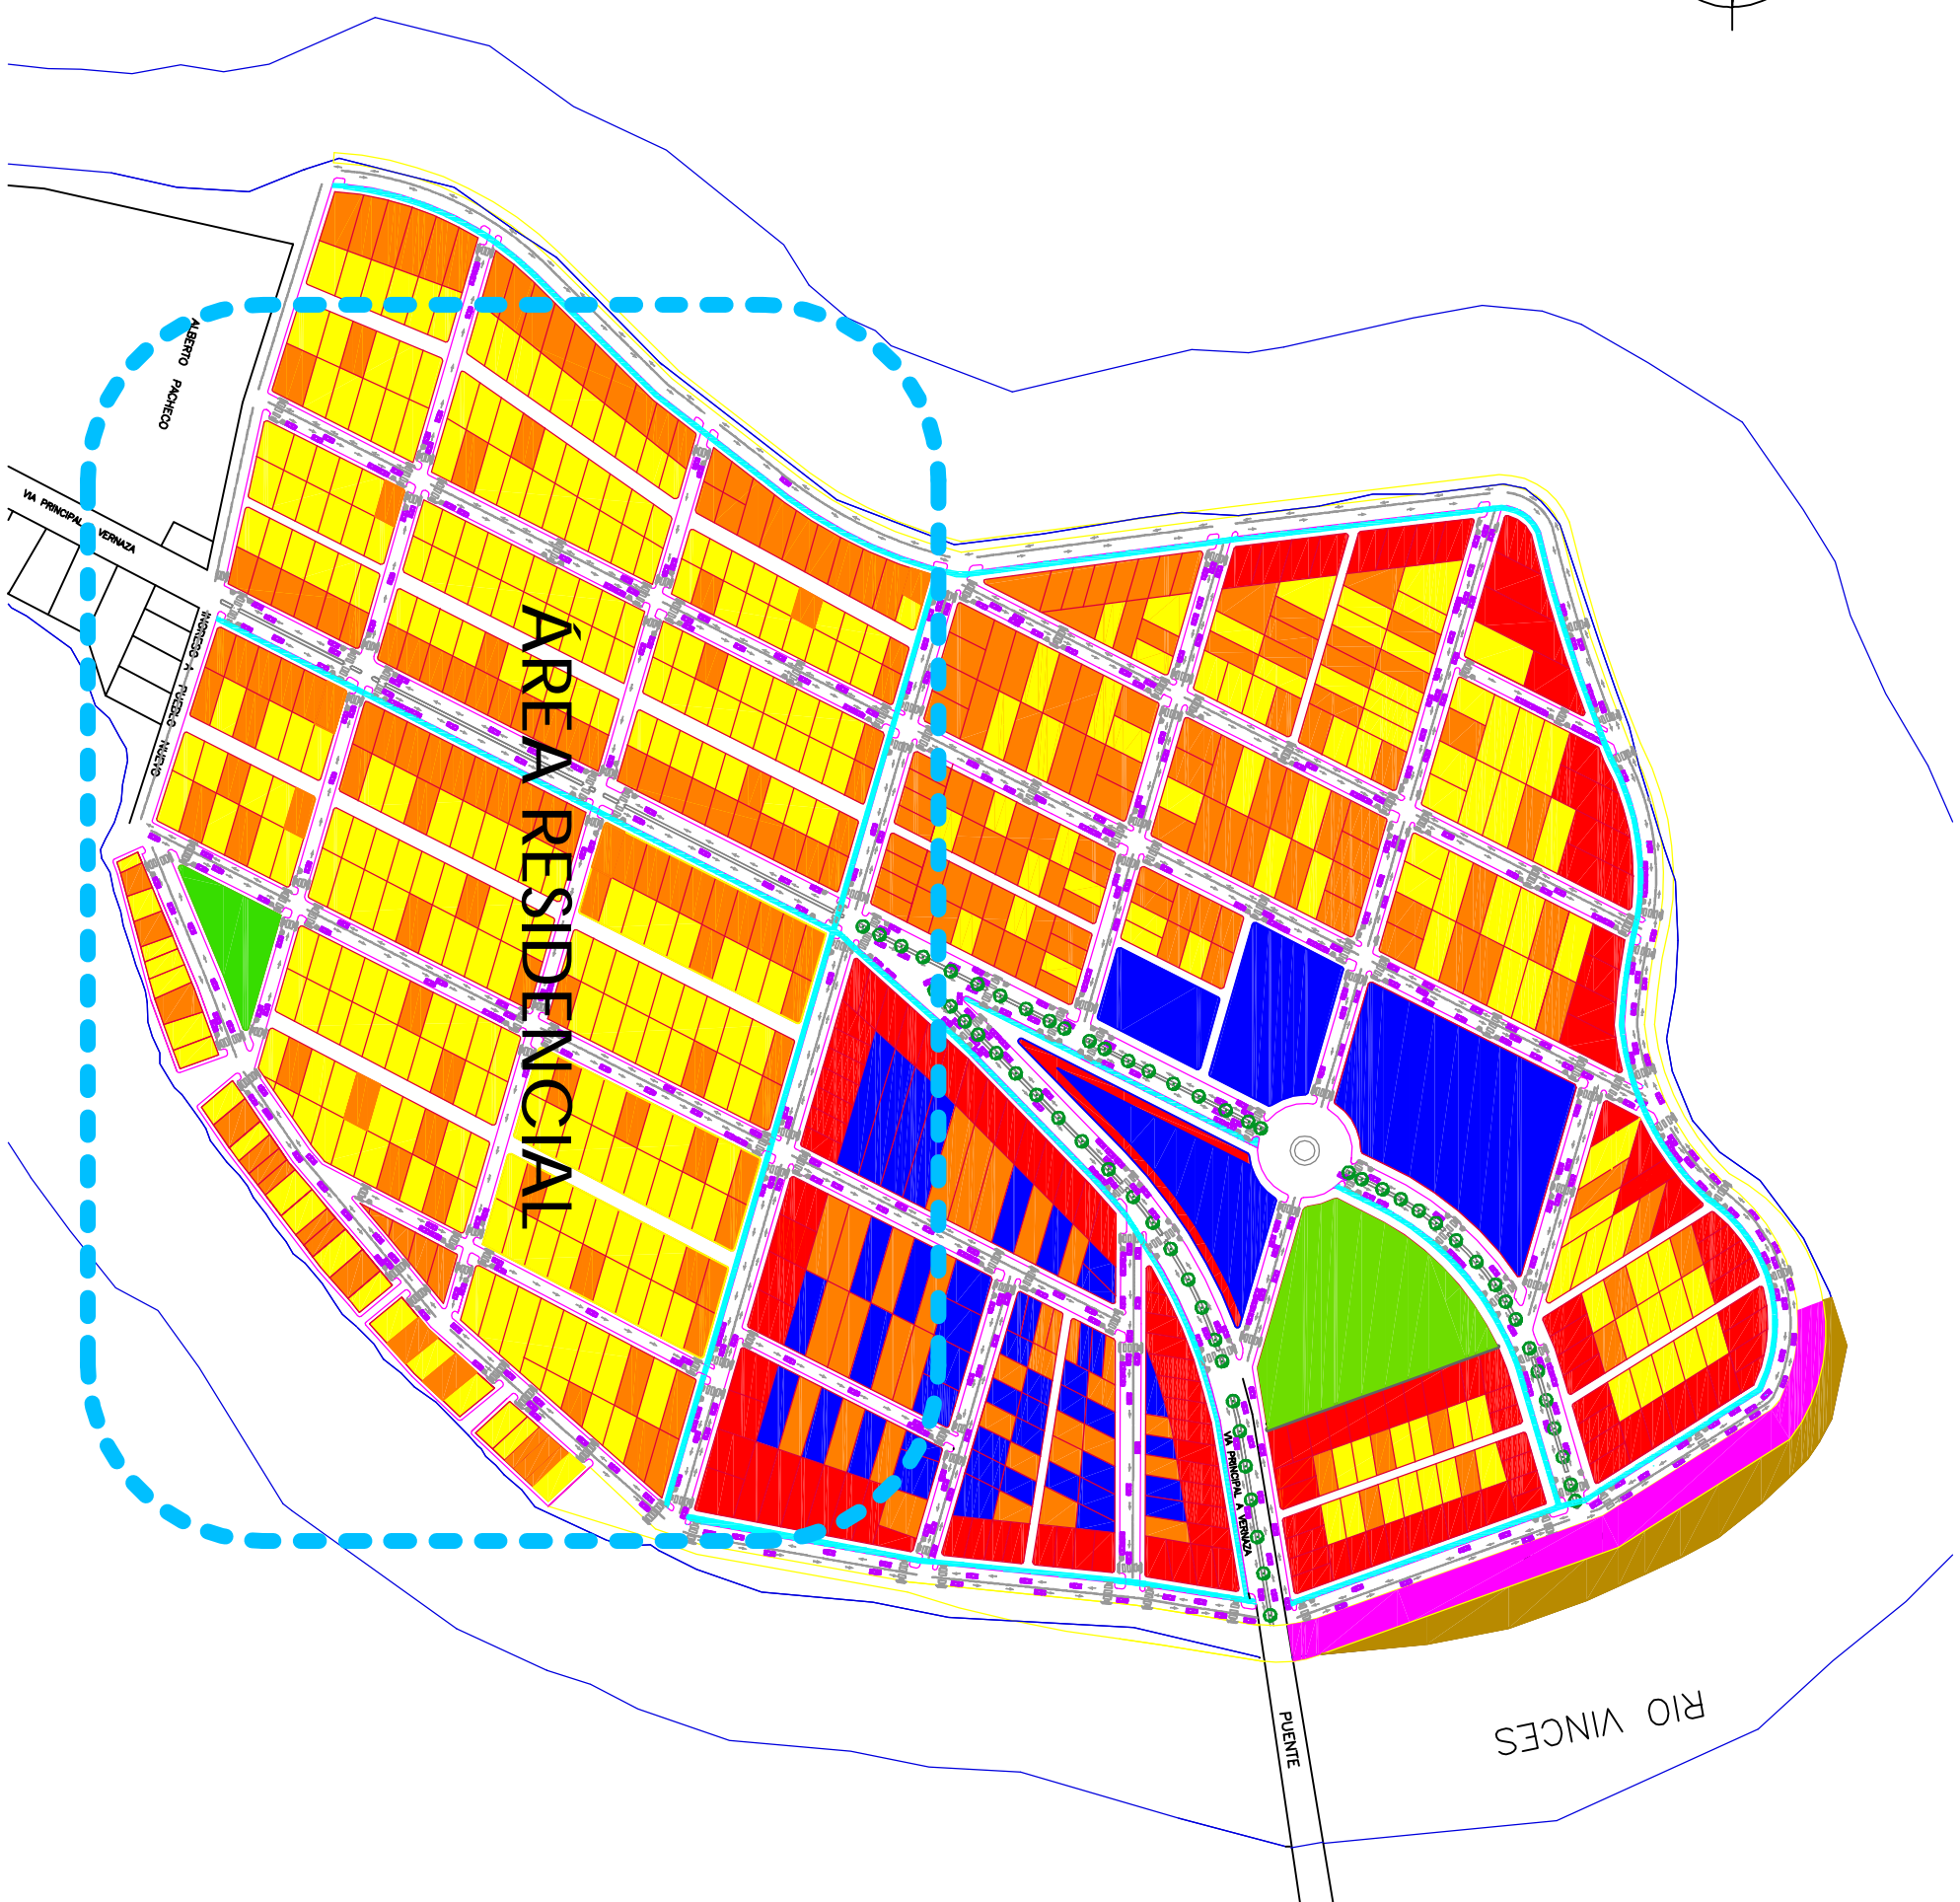 ALBERTO PACHECO
VIA PRINCIPAL A VERNAZA
INGRESO A PUEBLO NUEVO
ÁREA RESIDENCIAL
VIA PRINCIPAL A VERNAZA
PUENTE
RIO VINCES